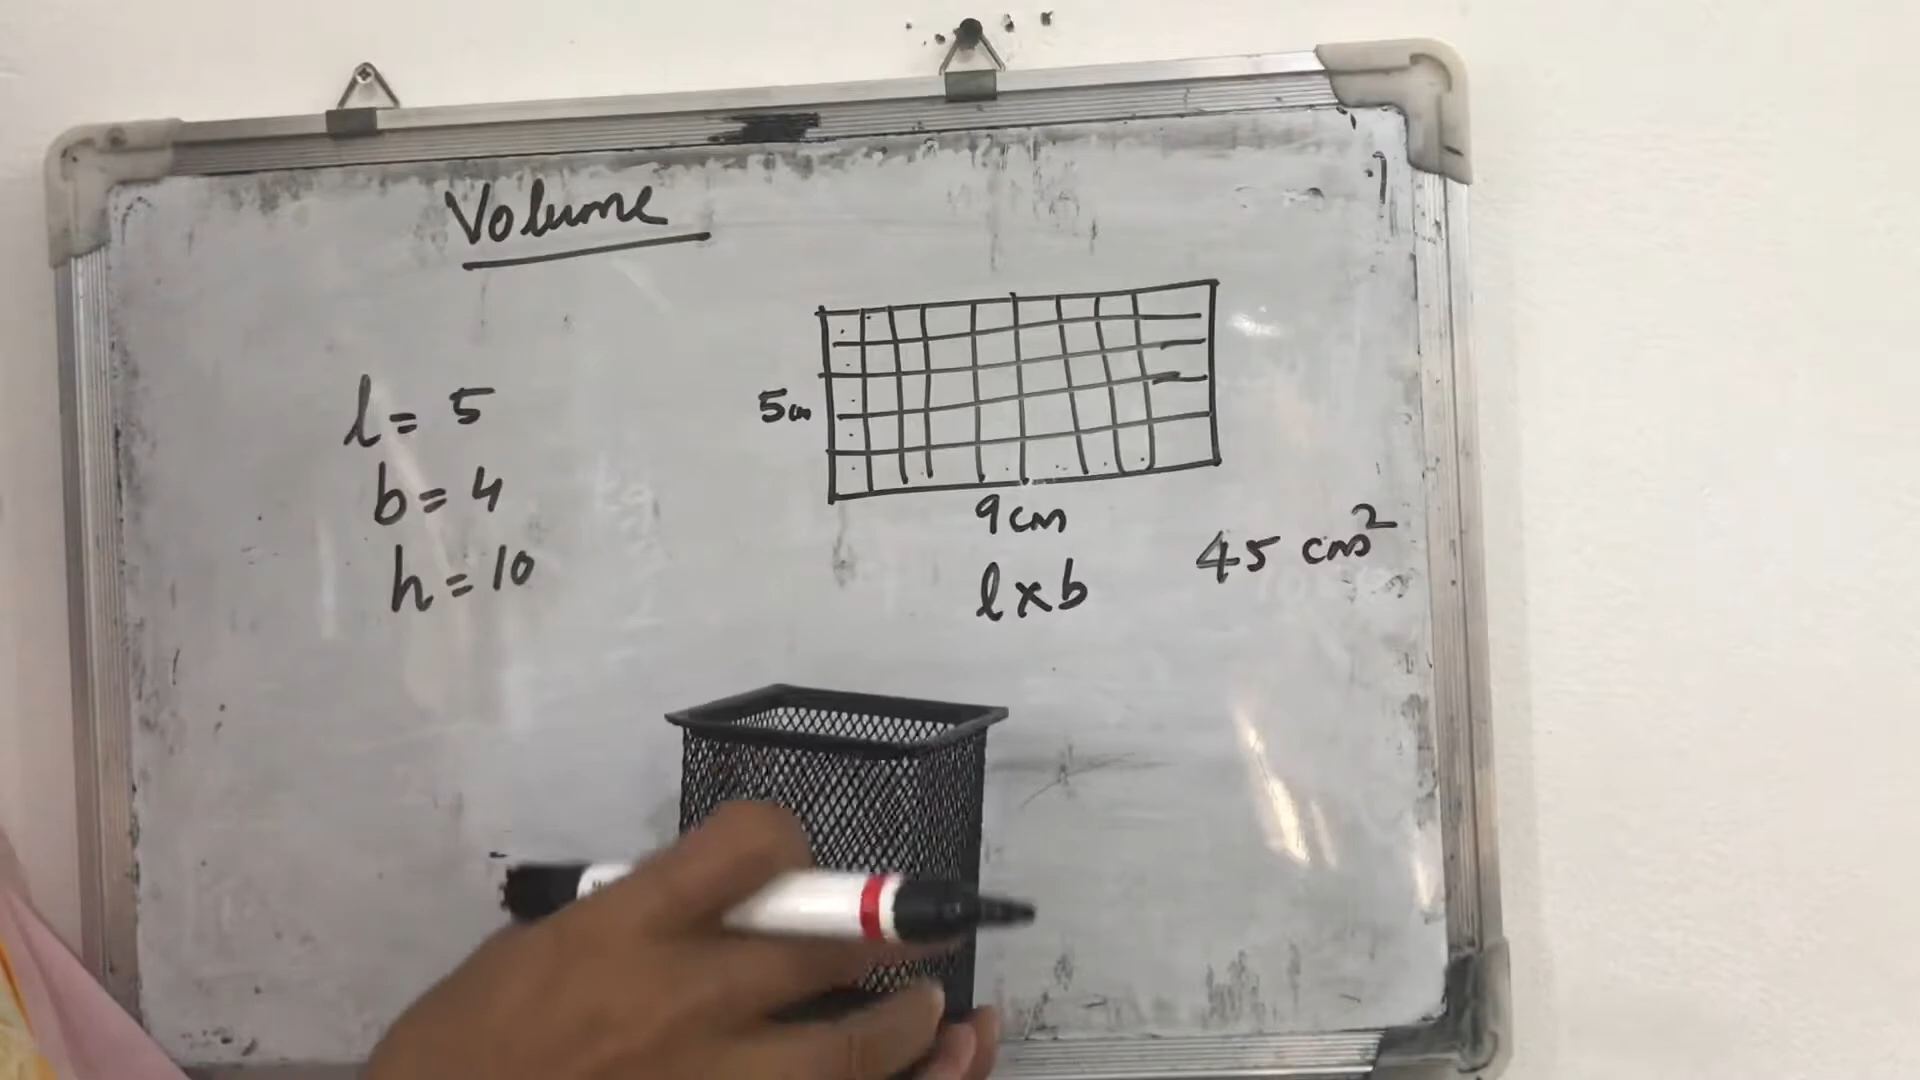 Volume
l = 5
b = 4
h = 10
5cm
9cm
l x b
45 cm²